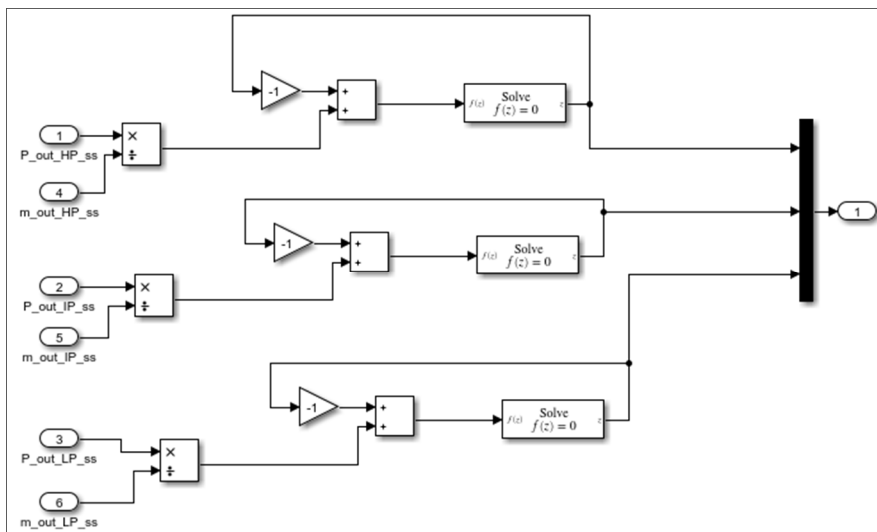 -1
+
+
f(z)
Solve
f(z) = 0
z
1
×
÷
P_out_HP_ss
4
m_out_HP_ss
-1
+
+
f(z)
Solve
f(z) = 0
z
1
2
×
÷
P_out_IP_ss
5
m_out_IP_ss
-1
+
+
f(z)
Solve
f(z) = 0
z
3
×
÷
P_out_LP_ss
6
m_out_LP_ss